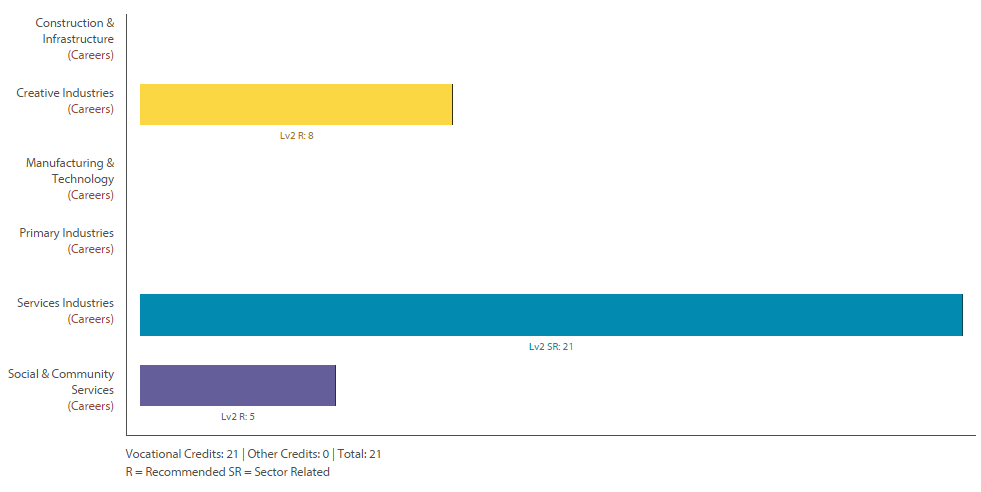 Construction &
Infrastructure
(Careers)
Creative Industries
(Careers)
Lv2 R: 8
Manufacturing &
Technology
(Careers)
Primary Industries
(Careers)
Services Industries
(Careers)
Lv2 SR: 21
Social & Community
Services
(Careers)
Lv2 R: 5
Vocational Credits: 21 | Other Credits: 0 | Total: 21
R = Recommended SR = Sector Related